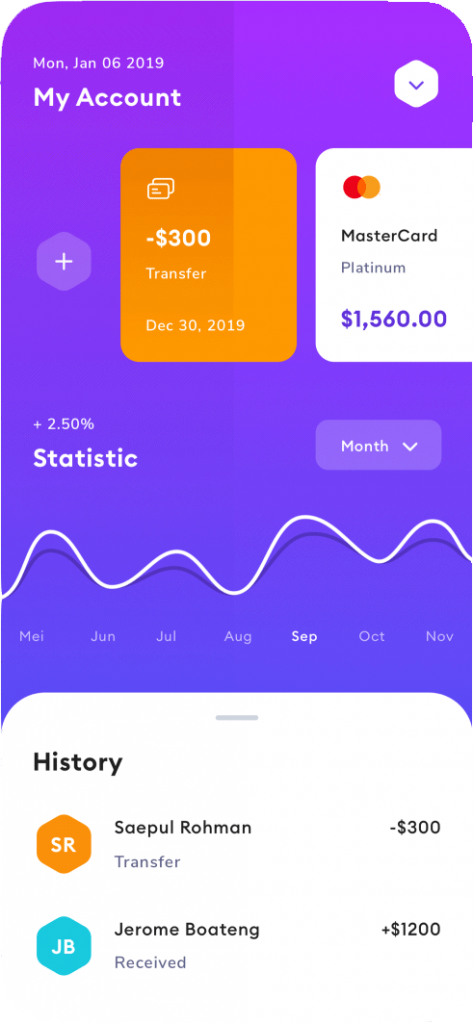 Mon, Jan 06 2019
My Account
-$300
Transfer
Dec 30, 2019
MasterCard
Platinum
$1,560.00
+
+ 2.50%
Statistic
Month
Mei Jun Jul Aug Sep Oct Nov
History
SR
Saepul Rohman
-$300
Transfer
JB
Jerome Boateng
+$1200
Received